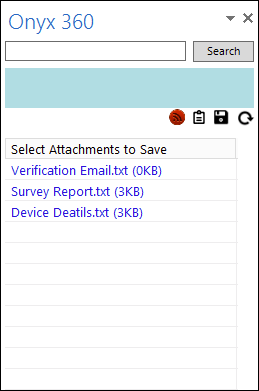 Onyx 360
Search
Select Attachments to Save
Verification Email.txt (0KB)
Survey Report.txt (3KB)
Device Deatils.txt (3KB)